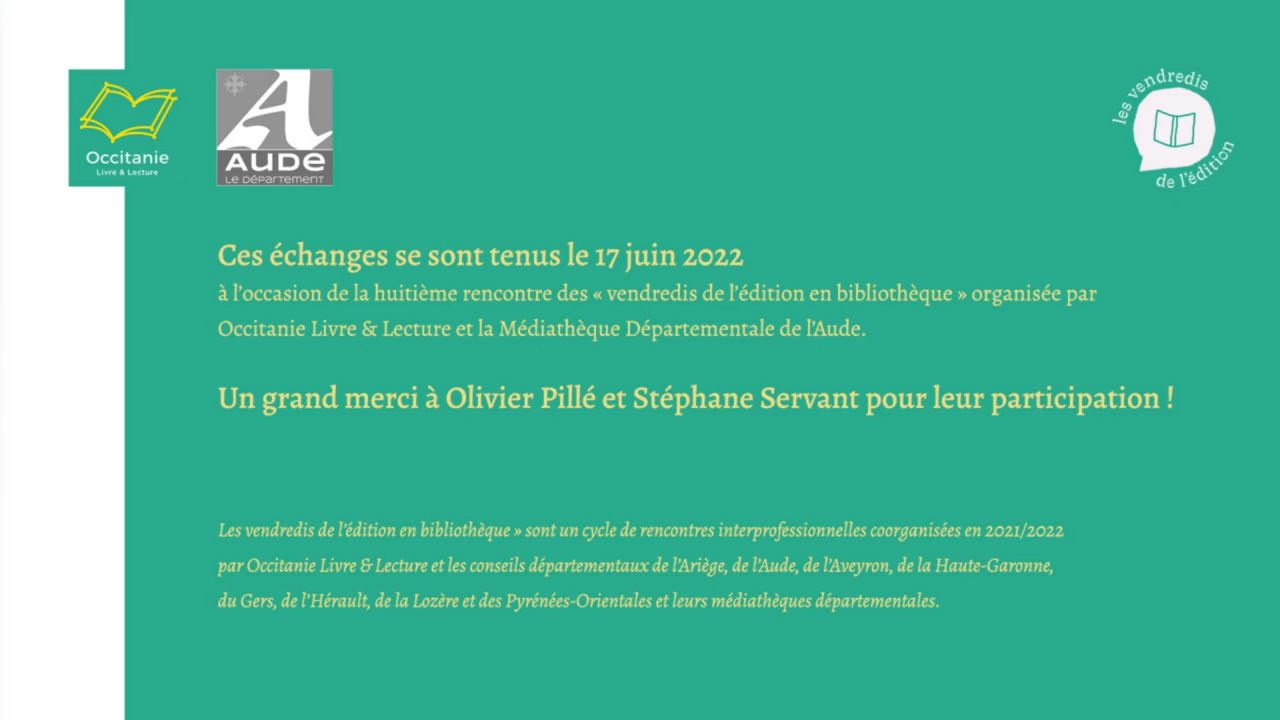 Occitanie
Livre & Lecture
AUDE
LE DÉPARTEMENT
les vendredis
de l'édition
Ces échanges se sont tenus le 17 juin 2022
à l'occasion de la huitième rencontre des « vendredis de l'édition en bibliothèque » organisée par
Occitanie Livre & Lecture et la Médiathèque Départementale de l'Aude.
Un grand merci à Olivier Pillé et Stéphane Servant pour leur participation !
Les vendredis de l'édition en bibliothèque » sont un cycle de rencontres interprofessionnelles coorganisées en 2021/2022
par Occitanie Livre & Lecture et les conseils départementaux de l'Ariège, de l'Aude, de l'Aveyron, de la Haute-Garonne,
du Gers, de l'Hérault, de la Lozère et des Pyrénées-Orientales et leurs médiathèques départementales.